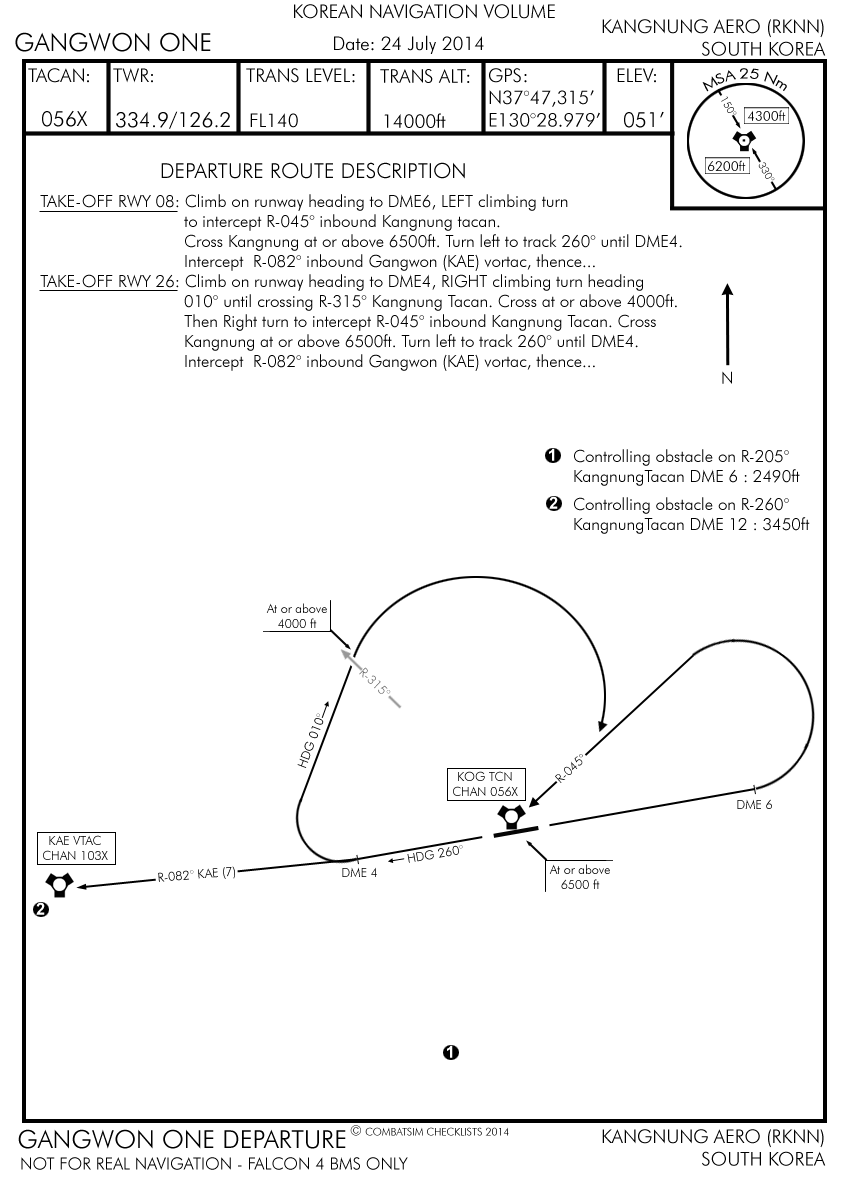 KOREAN NAVIGATION VOLUME
GANGWON ONE
Date: 24 July 2014
KANGNUNG AERO (RKNN)
SOUTH KOREA
TACAN:
056X
TWR:
334.9/126.2
TRANS LEVEL:
FL140
TRANS ALT:
14000ft
GPS:
N37°47,315’
E130°28.979’
ELEV:
051’
MSA 25 Nm
150°
4300ft
6200ft
330°
DEPARTURE ROUTE DESCRIPTION
TAKE-OFF RWY 08: Climb on runway heading to DME6, LEFT climbing turn
to intercept R-045° inbound Kangnung tacan.
Cross Kangnung at or above 6500ft. Turn left to track 260° until DME4.
Intercept R-082° inbound Gangwon (KAE) vortac, thence...
TAKE-OFF RWY 26: Climb on runway heading to DME4, RIGHT climbing turn heading
010° until crossing R-315° Kangnung Tacan. Cross at or above 4000ft.
Then Right turn to intercept R-045° inbound Kangnung Tacan. Cross
Kangnung at or above 6500ft. Turn left to track 260° until DME4.
Intercept R-082° inbound Gangwon (KAE) vortac, thence...
N
1 Controlling obstacle on R-205°
KangnungTacan DME 6 : 2490ft
2 Controlling obstacle on R-260°
KangnungTacan DME 12 : 3450ft
At or above
4000 ft
R-315°
HDG 010°
R-045°
KOG TCN
CHAN 056X
DME 6
KAE VTAC
CHAN 103X
HDG 260°
DME 4
R-082° KAE (7)
At or above
6500 ft
2
1
GANGWON ONE DEPARTURE © COMBATSIM CHECKLISTS 2014
NOT FOR REAL NAVIGATION - FALCON 4 BMS ONLY
KANGNUNG AERO (RKNN)
SOUTH KOREA